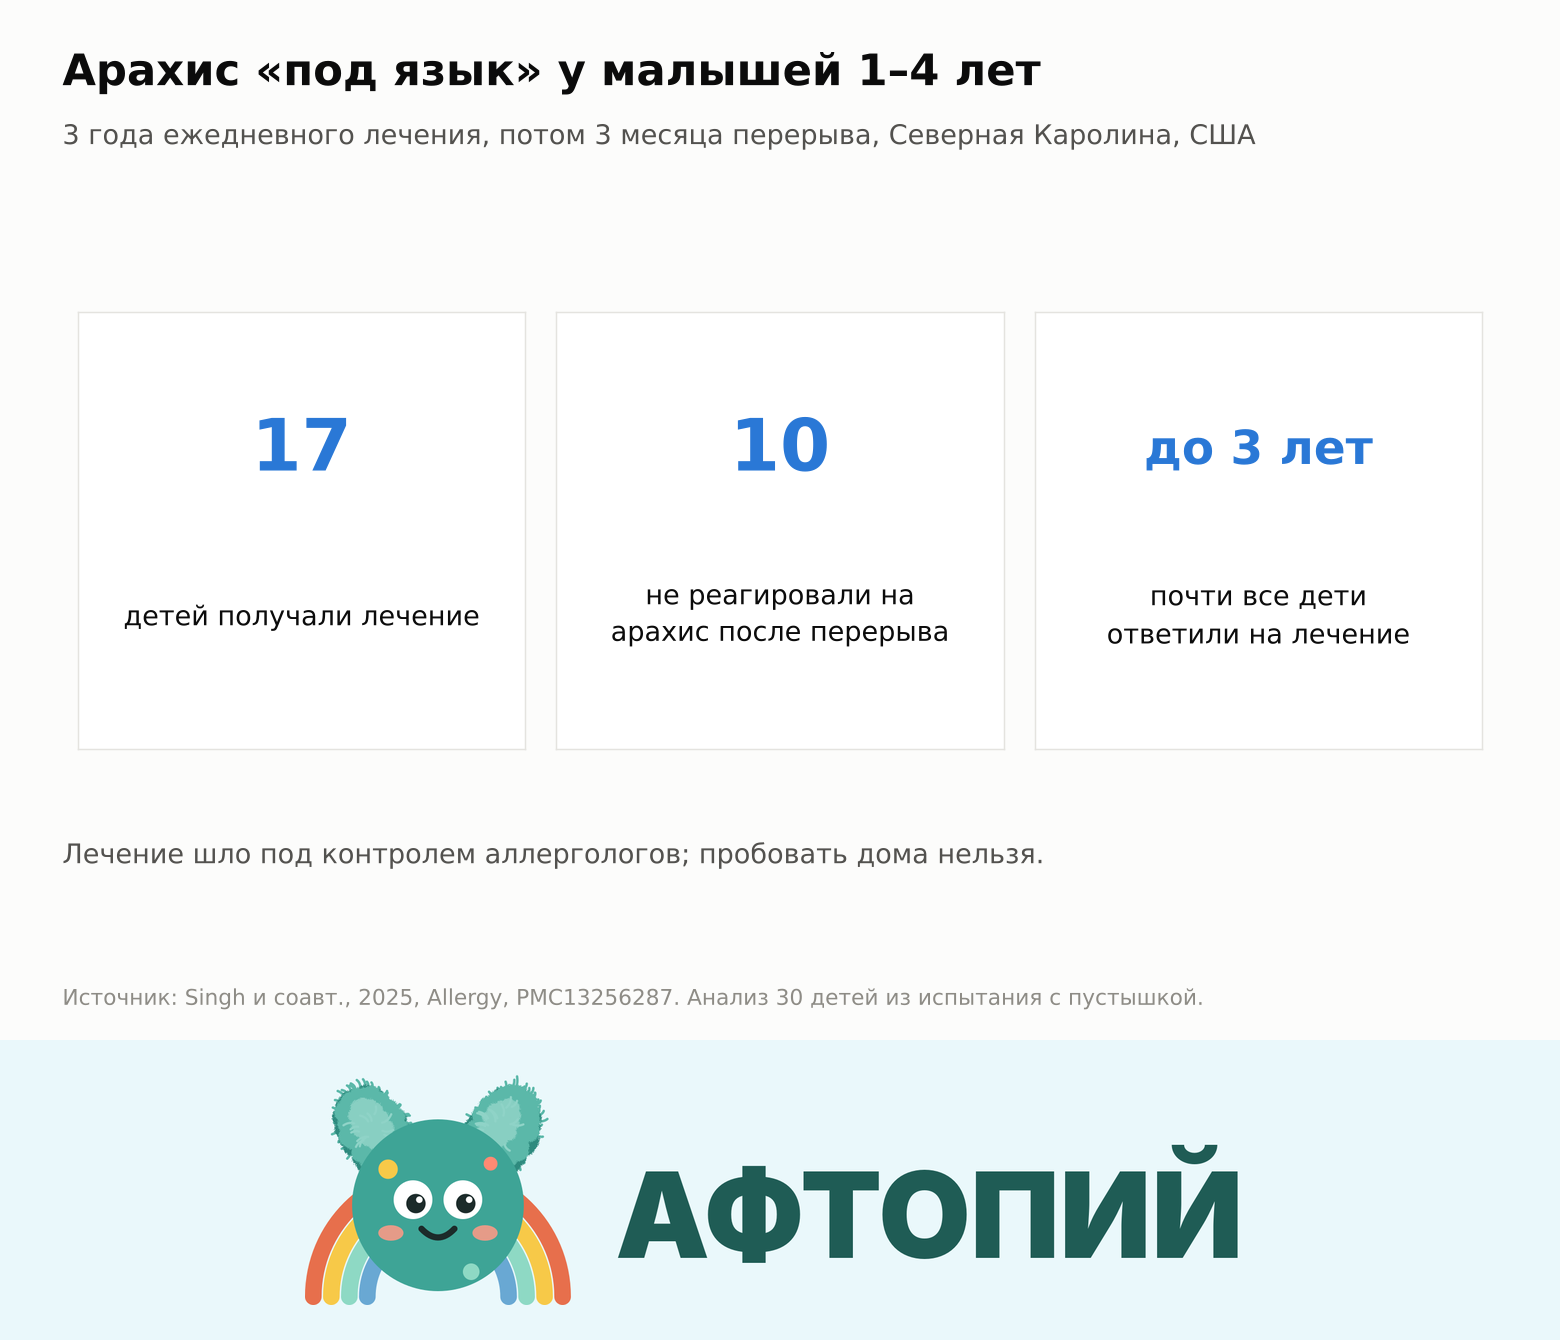 Арахис «под язык» у малышей 1–4 лет
3 года ежедневного лечения, потом 3 месяца перерыва, Северная Каролина, США
17
детей получали лечение
10
не реагировали на
арахис после перерыва
до 3 лет
почти все дети
ответили на лечение
Лечение шло под контролем аллергологов; пробовать дома нельзя.
Источник: Singh и соавт., 2025, Allergy, PMC13256287. Анализ 30 детей из испытания с пустышкой.
АФТОПИЙ